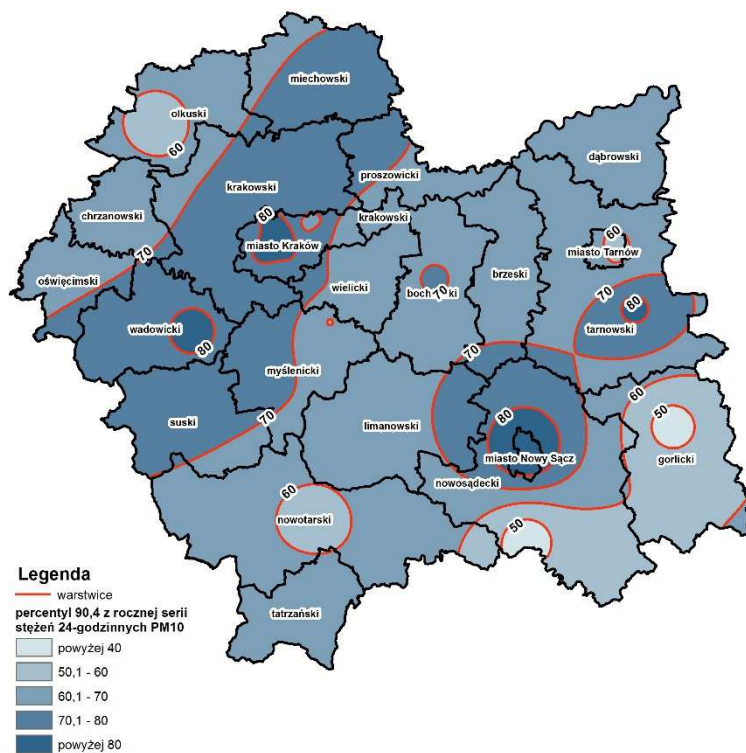 miechowski
olkuski
60
dąbrowski
proszowicki
krakowski
chrzanowski
80
krakowski
60
miasto Kraków
miasto Tarnów
70
oświęcimski
wielicki
70
brzeski
70
80
tarnowski
wadowicki
80
70
myślenicki
60
50
suski
70
limanowski
80
gorlicki
miasto Nowy Sącz
nowosądecki
60
nowotarski
50
tatrzański
Legenda
warstwice
percentyl 90,4 z rocznej serii
stężeń 24-godzinnych PM10
powyżej 40
50,1 - 60
60,1 - 70
70,1 - 80
powyżej 80